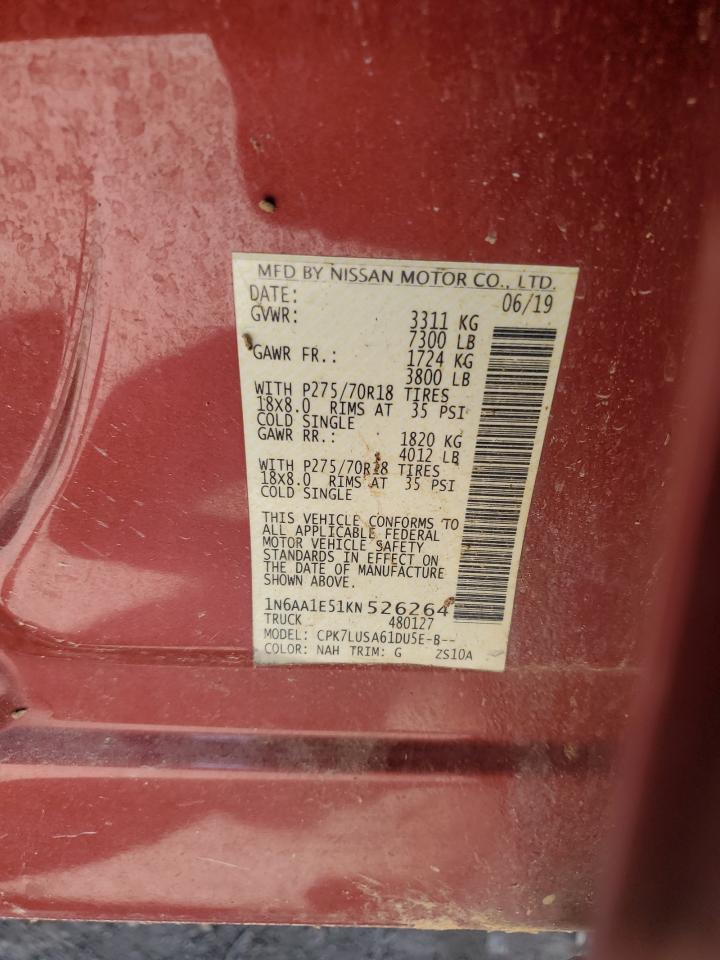 MFD BY NISSAN MOTOR CO., LTD.
DATE: 06/19
GVWR: 3311 KG
7300 LB
GAWR FR.: 1724 KG
3800 LB
WITH P275/70R18 TIRES
18X8.0 RIMS AT 35 PSI
COLD SINGLE
GAWR RR.: 1820 KG
4012 LB
WITH P275/70R18 TIRES
18X8.0 RIMS AT 35 PSI
COLD SINGLE
THIS VEHICLE CONFORMS TO
ALL APPLICABLE FEDERAL
MOTOR VEHICLE SAFETY
STANDARDS IN EFFECT ON
THE DATE OF MANUFACTURE
SHOWN ABOVE.
1N6AA1E51KN526264
TRUCK 480127
MODEL: CPK7LUSA61DU5E-B--
COLOR: NAH TRIM: G ZS10A